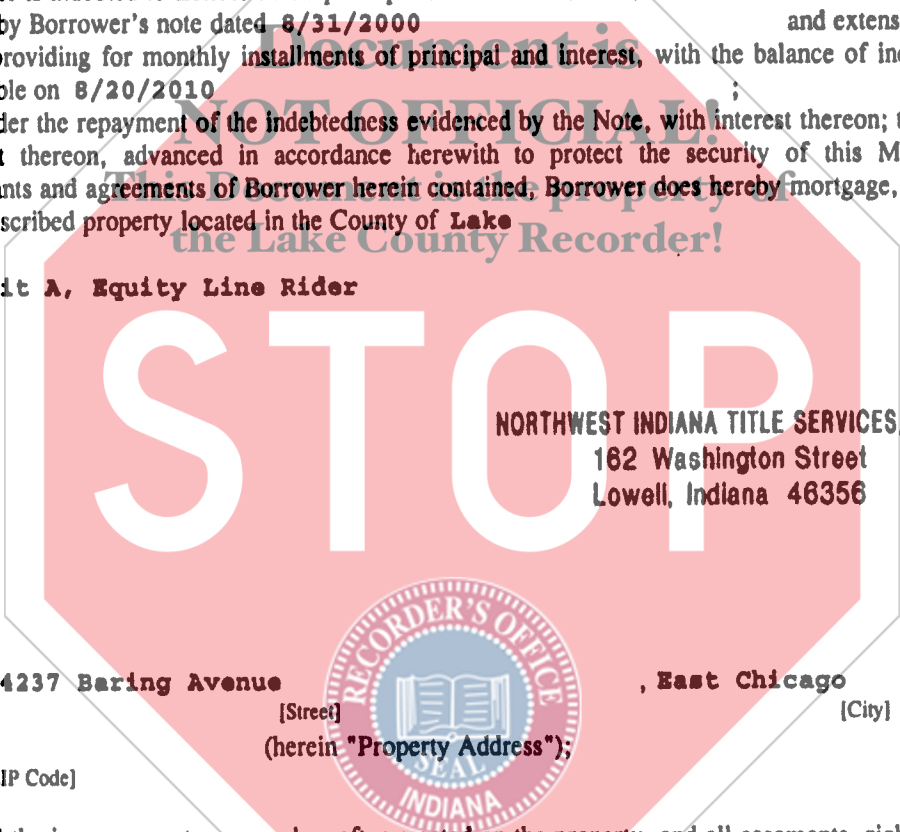 by Borrower's note dated 8/31/2000 and extens
roviding for monthly installments of principal and interest, with the balance of in
ble on 8/20/2010 ;
der the repayment of the indebtedness evidenced by the Note, with interest thereon; t
t thereon, advanced in accordance herewith to protect the security of this M
ants and agreements of Borrower herein contained, Borrower does hereby mortgage,
scribed property located in the County of Lake
Document is
NOT OFFICIAL!
This Document is the property of
the Lake County Recorder!
it A, Equity Line Rider
STOP
NORTHWEST INDIANA TITLE SERVICES,
162 Washington Street
Lowell, Indiana 46356
RECORDER'S OFFICE
SEAL
INDIANA
4237 Baring Avenue , East Chicago
[Street] [City]
(herein "Property Address");
IP Code]